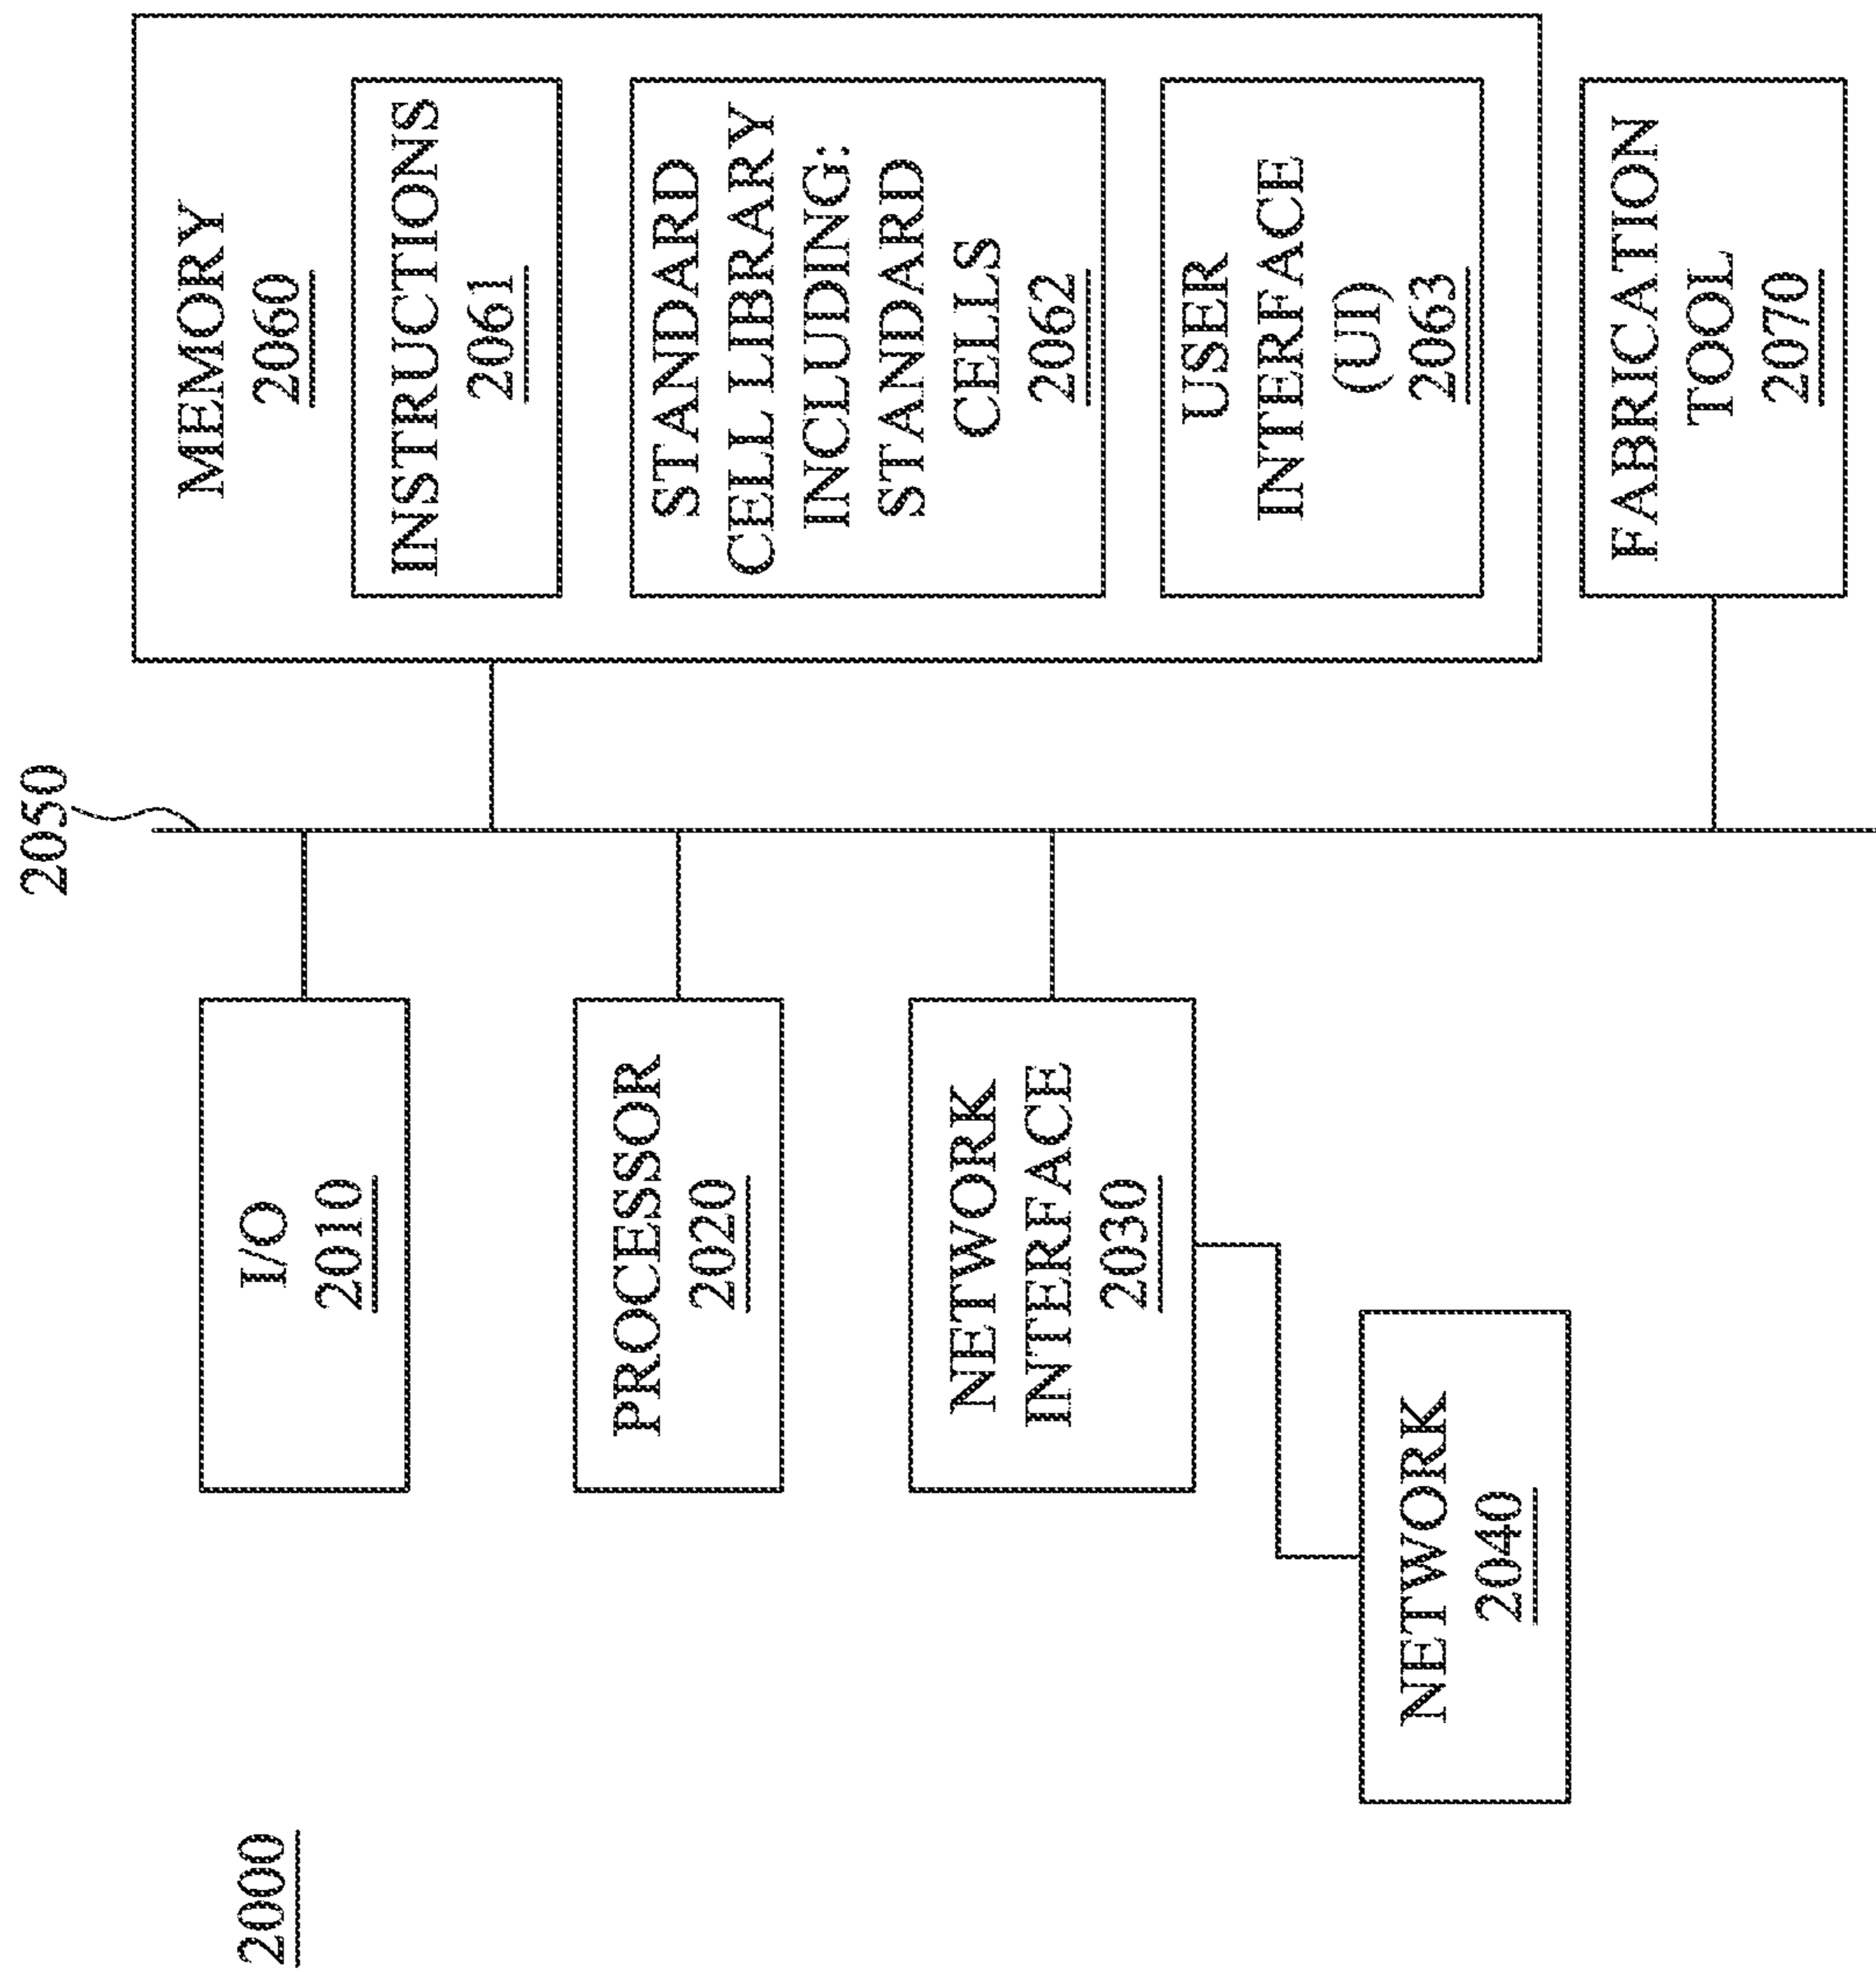 2000
2050
I/O
2010
PROCESSOR
2020
NETWORK
INTERFACE
2030
NETWORK
2040
MEMORY
2060
INSTRUCTIONS
2061
STANDARD
CELL LIBRARY
INCLUDING:
STANDARD
CELLS
2062
USER
INTERFACE
(UI)
2063
FABRICATION
TOOL
2070